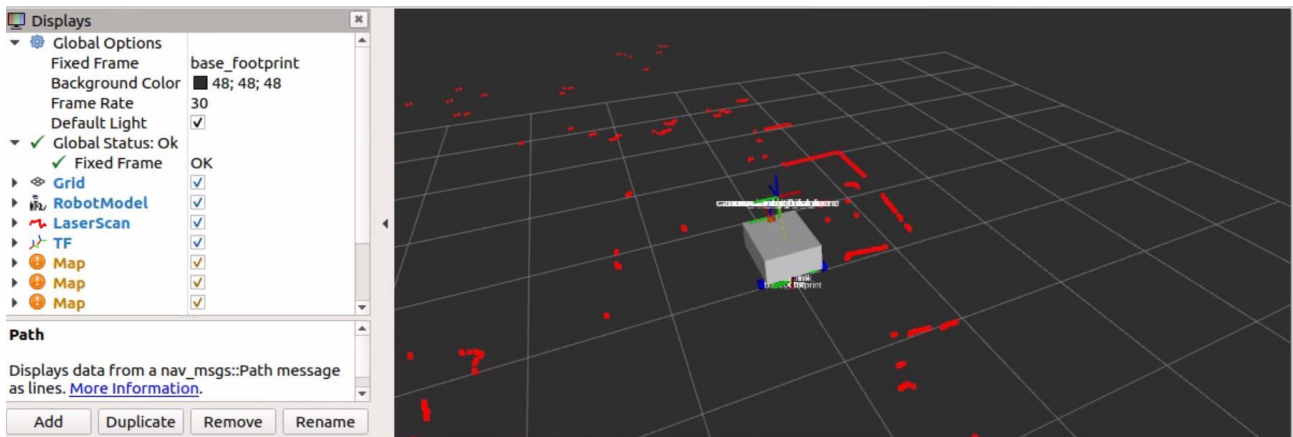 Displays
Global Options
Fixed Frame base_footprint
Background Color 48; 48; 48
Frame Rate 30
Default Light
Global Status: Ok
Fixed Frame OK
Grid
RobotModel
LaserScan
TF
Map
Map
Map
Path
Displays data from a nav_msgs::Path message
as lines. More Information.
Add Duplicate Remove Rename